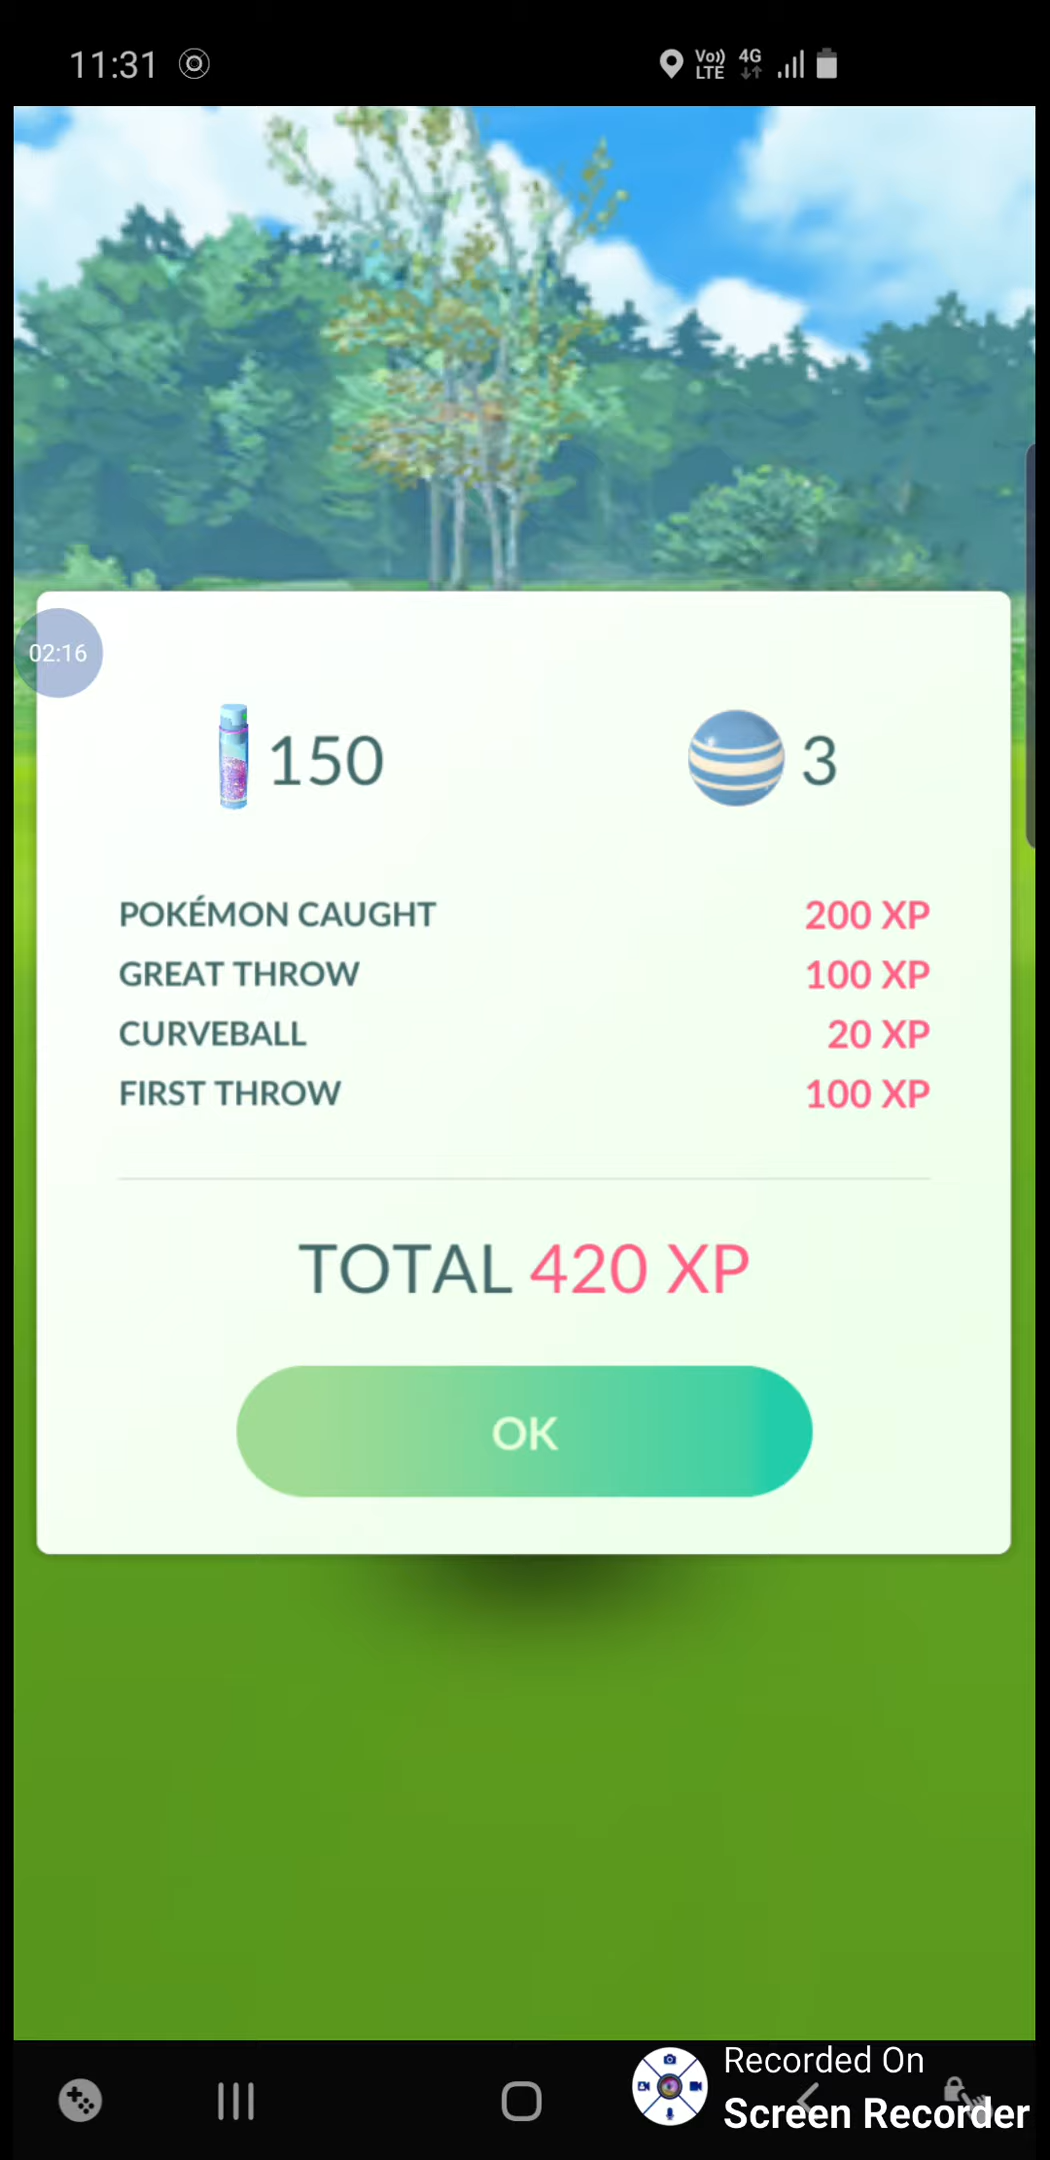 11:31
Vo)) LTE 4G
02:16
150
3
POKÉMON CAUGHT 200 XP
GREAT THROW 100 XP
CURVEBALL 20 XP
FIRST THROW 100 XP
TOTAL 420 XP
OK
Recorded On
Screen Recorder